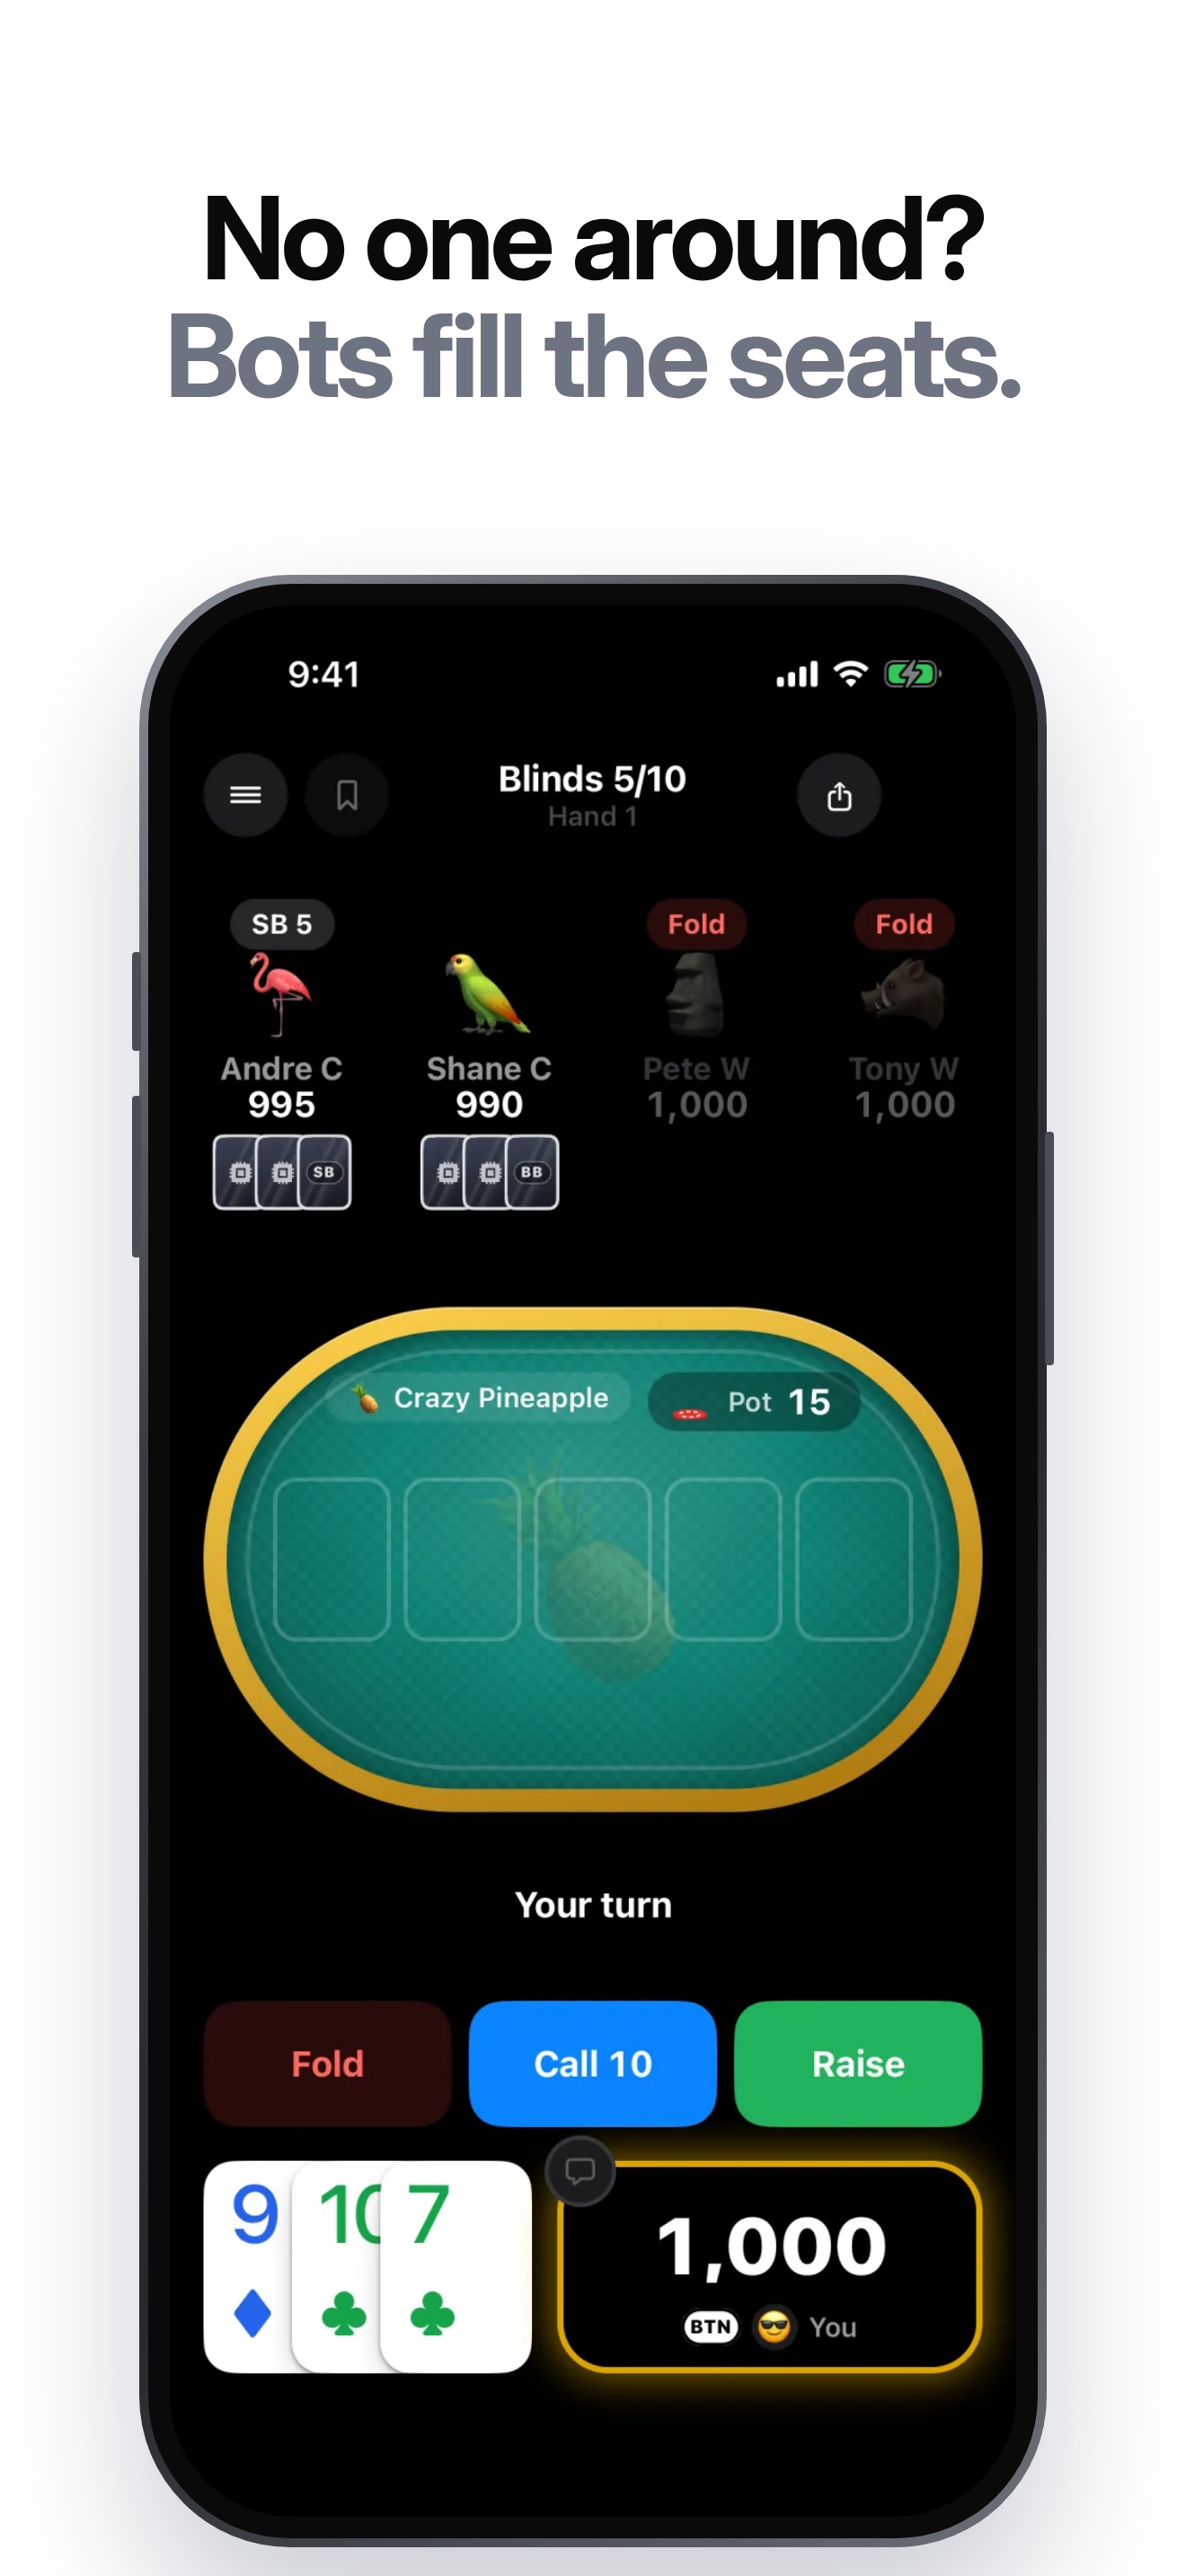 No one around?
Bots fill the seats.
9:41
Blinds 5/10
Hand 1
SB 5
Fold
Fold
Andre C
Shane C
Pete W
Tony W
995
990
1,000
1,000
SB
BB
Crazy Pineapple
Pot 15
Your turn
Fold
Call 10
Raise
9
10
7
1,000
BTN
You